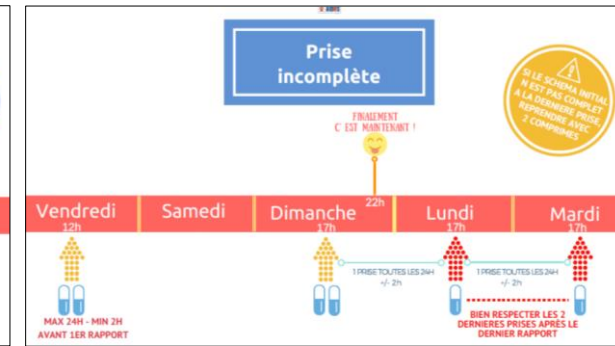 Prise
incomplète
SI LE SCHEMA INITIAL
N EST PAS COMPLET
A LA DERNIERE PRISE,
REPRENDRE AVEC
2 COMPRIMES
FINALEMENT
C' EST MAINTENANT !
22h
Vendredi
12h
Samedi
Dimanche
17h
Lundi
17h
Mardi
17h
1 PRISE TOUTES LES 24H
+/- 2h
1 PRISE TOUTES LES 24H
+/- 2h
MAX 24H - MIN 2H
AVANT 1ER RAPPORT
BIEN RESPECTER LES 2
DERNIERES PRISES APRÈS LE
DERNIER RAPPORT